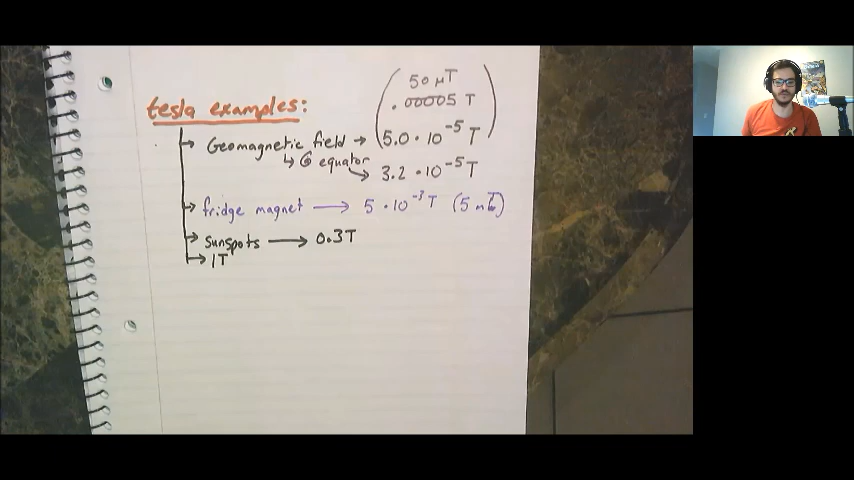 50 μT
.00005 T
tesla examples:
Geomagnetic field → 5.0 · 10⁻⁵ T
↳ @ equator → 3.2 · 10⁻⁵ T
fridge magnet → 5 · 10⁻³ T (5 mT)
sunspots → 0.3T
→ 1T